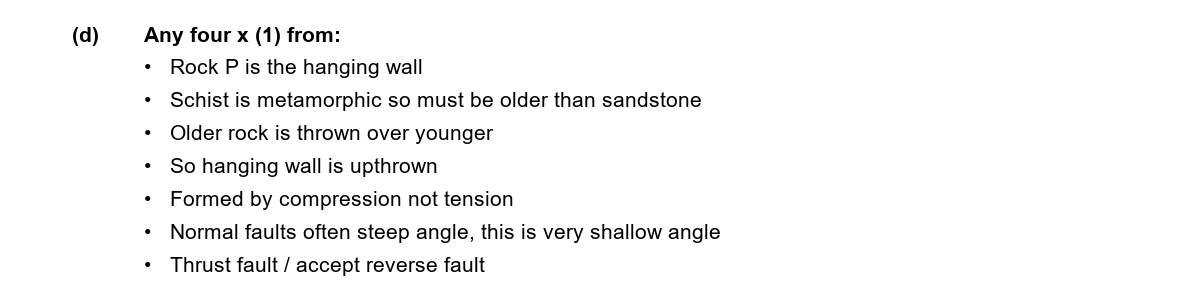 (d) Any four x (1) from:
• Rock P is the hanging wall
• Schist is metamorphic so must be older than sandstone
• Older rock is thrown over younger
• So hanging wall is upthrown
• Formed by compression not tension
• Normal faults often steep angle, this is very shallow angle
• Thrust fault / accept reverse fault